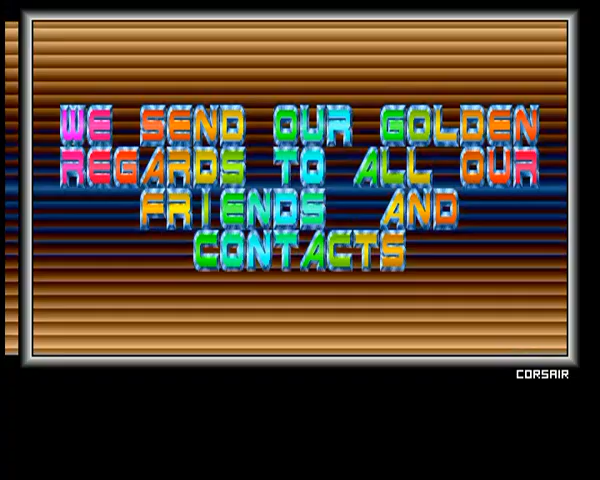 WE SEND OUR GOLDEN
REGARDS TO ALL OUR
FRIENDS AND
CONTACTS
CORSAIR